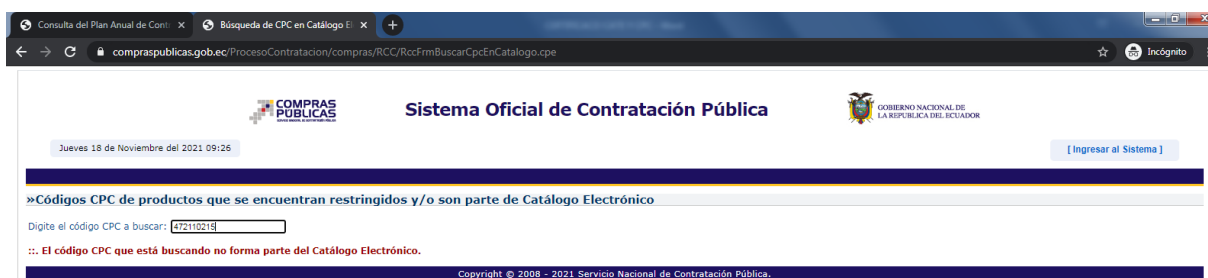 Consulta del Plan Anual de Contr
Búsqueda de CPC en Catálogo El
compraspublicas.gob.ec/ProcesoContratacion/compras/RCC/RccFrmBuscarCpcEnCatalogo.cpe
Incógnito
COMPRAS
PÚBLICAS
Sistema Oficial de Contratación Pública
GOBIERNO NACIONAL DE
LA REPUBLICA DEL ECUADOR
Jueves 18 de Noviembre del 2021 09:26
[ Ingresar al Sistema ]
»Códigos CPC de productos que se encuentran restringidos y/o son parte de Catálogo Electrónico
Digite el código CPC a buscar: 472110215
::. El código CPC que está buscando no forma parte del Catálogo Electrónico.
Copyright © 2008 - 2021 Servicio Nacional de Contratación Pública.